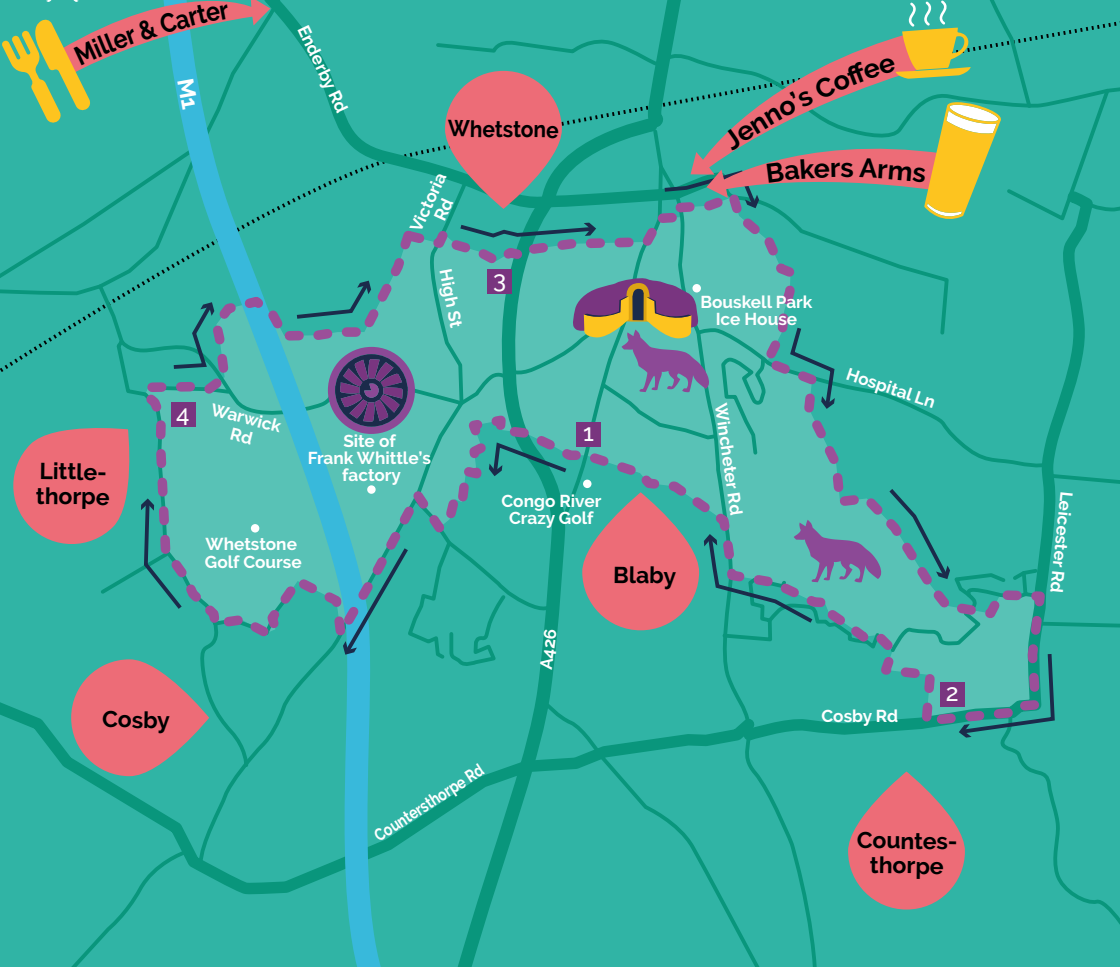 Miller & Carter
Enderby Rd
M1
Whetstone
Jenno's Coffee
Bakers Arms
Victoria
Rd
3
High St
Bouskell Park
Ice House
4
Warwick
Rd
Site of
Frank Whittle's
factory
1
Hospital Ln
Wincheter Rd
Little-
thorpe
Congo River
Crazy Golf
Leicester Rd
Whetstone
Golf Course
Blaby
A426
2
Cosby
Cosby Rd
Countersthorpe Rd
Countes-
thorpe